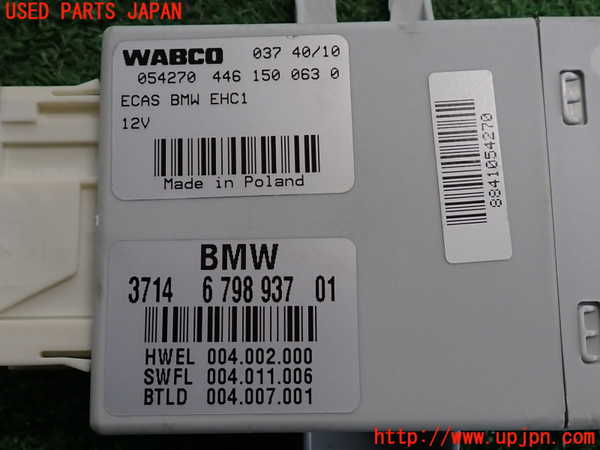 USED PARTS JAPAN
WABCO 037 40/10
054270 446 150 063 0
ECAS BMW EHC1
12V
Made in Poland
8841054270
BMW
3714 6 798 937 01
HWEL 004.002.000
SWFL 004.011.006
BTLD 004.007.001
http://www.upjpn.com/